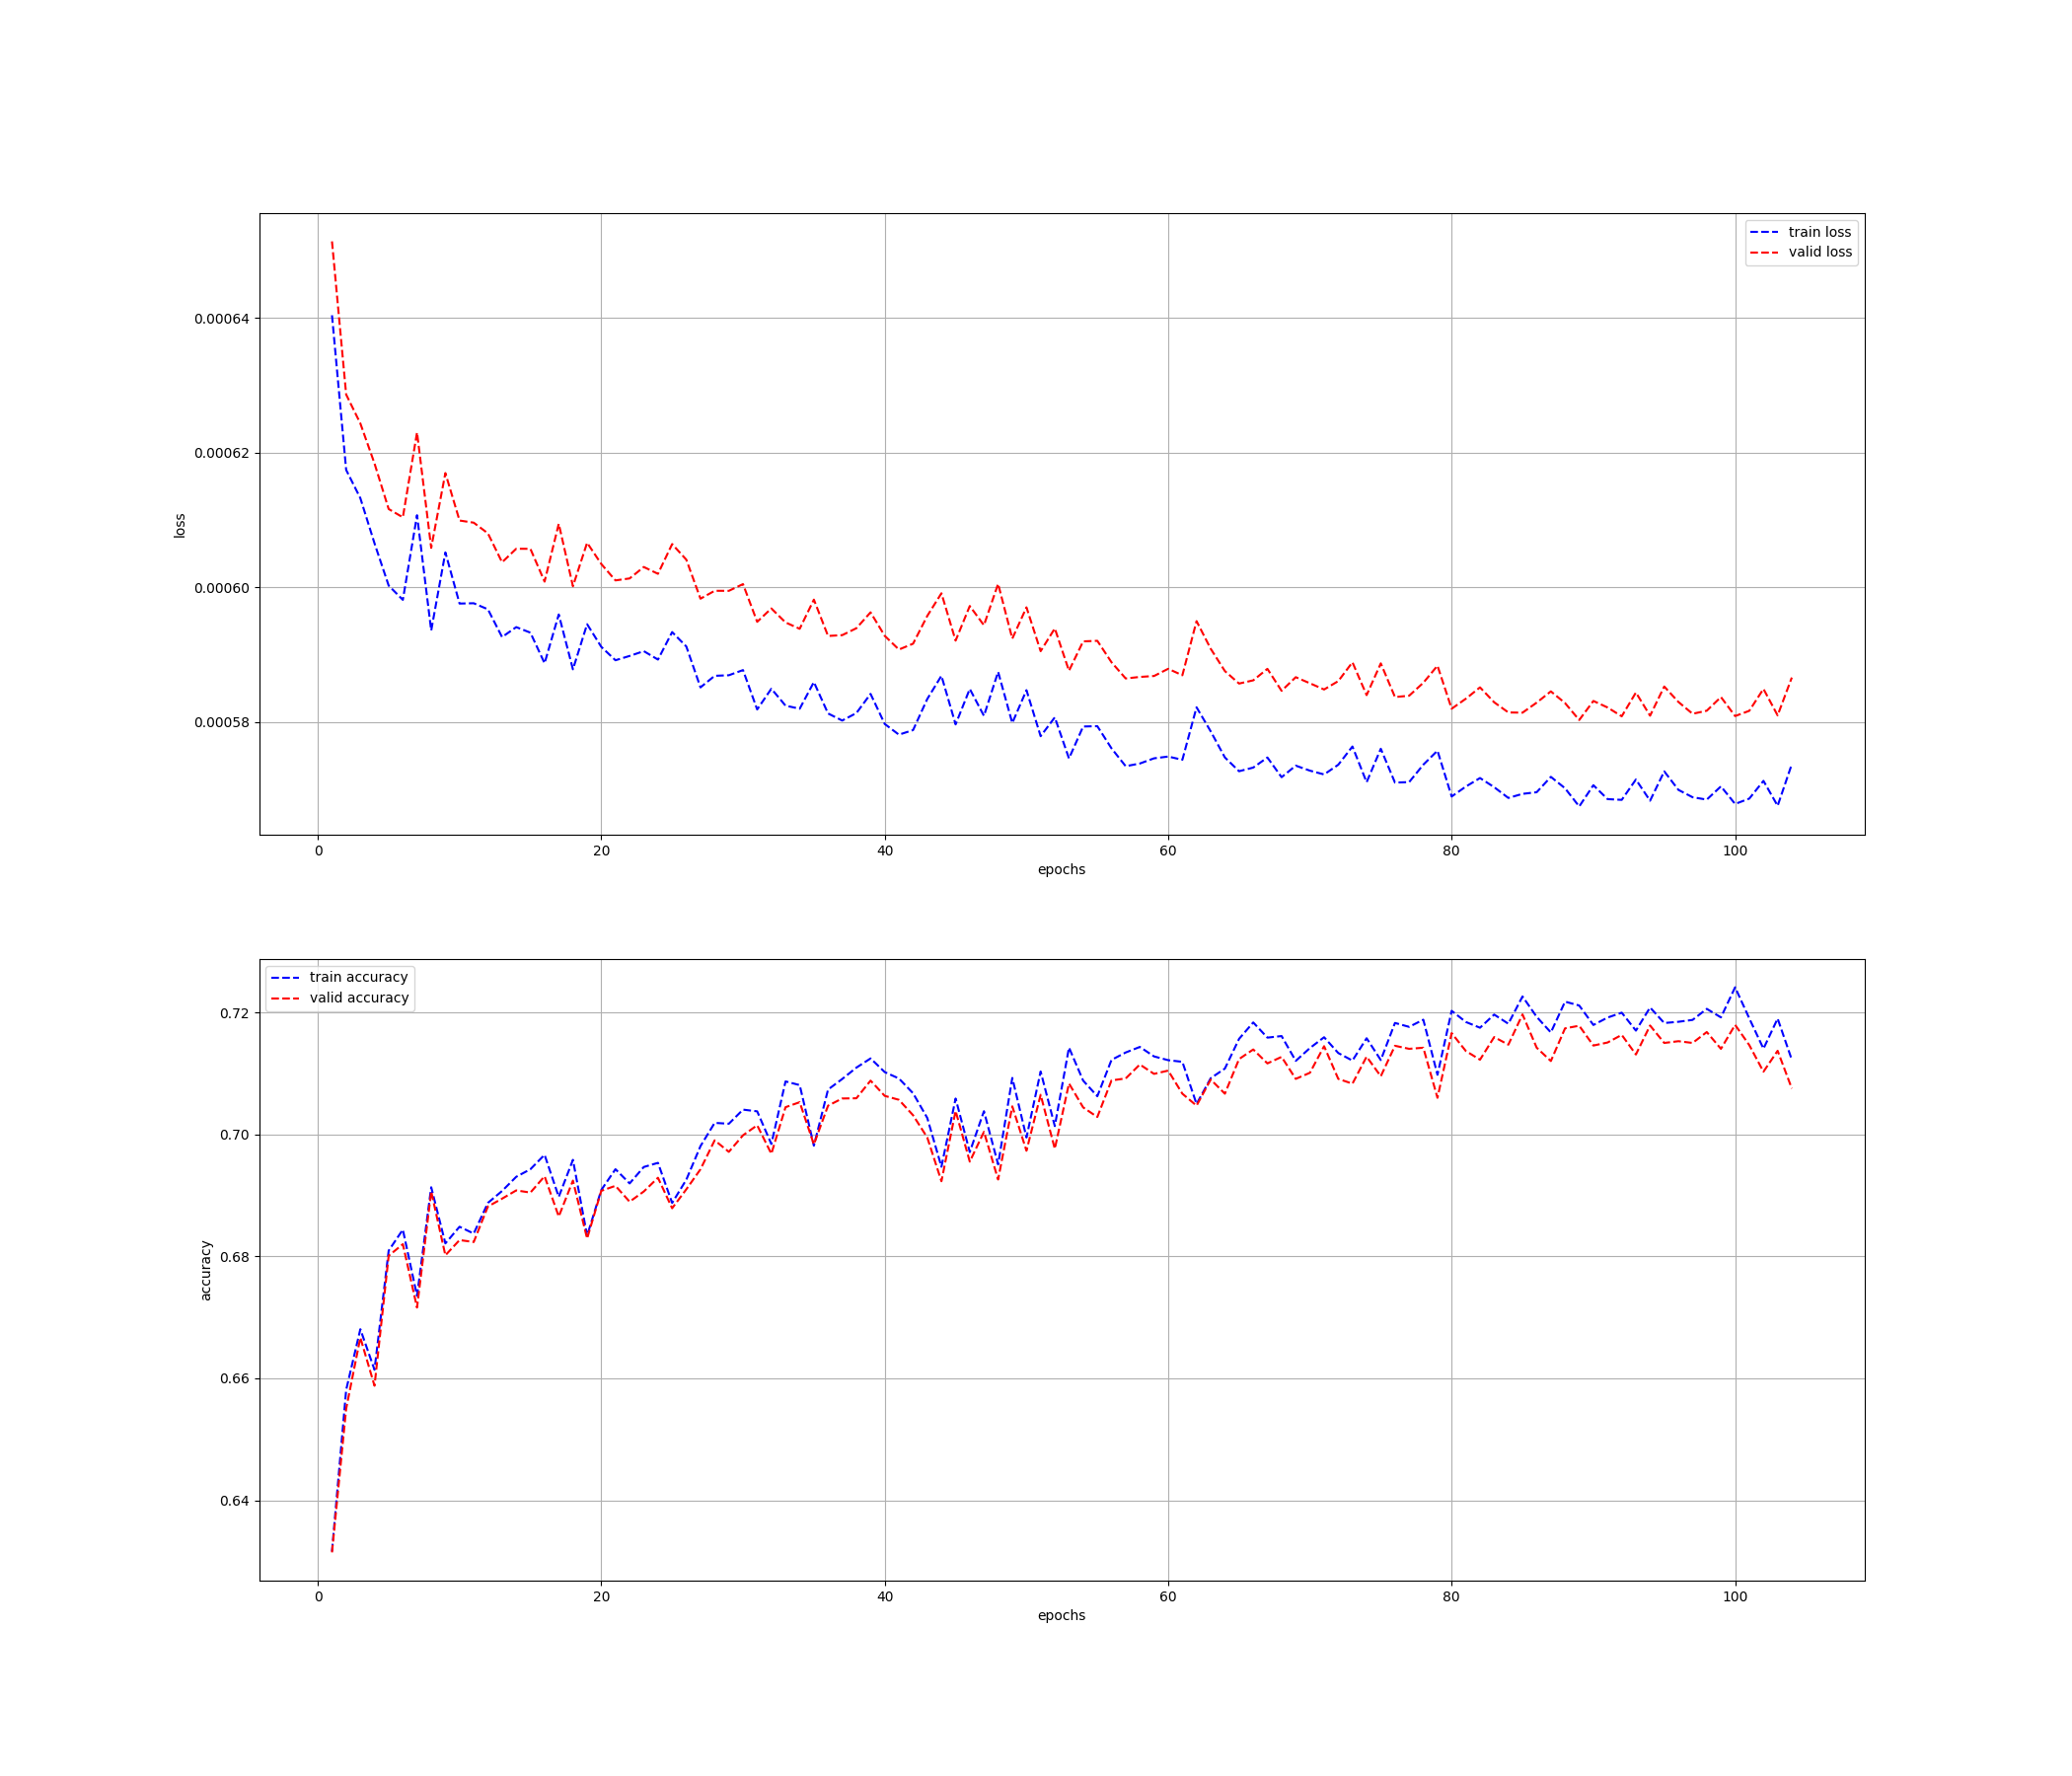 train loss
valid loss
0.00064
0.00062
0.00060
0.00058
loss
0 20 40 60 80 100
epochs
train accuracy
valid accuracy
0.72
0.70
0.68
0.66
0.64
accuracy
0 20 40 60 80 100
epochs